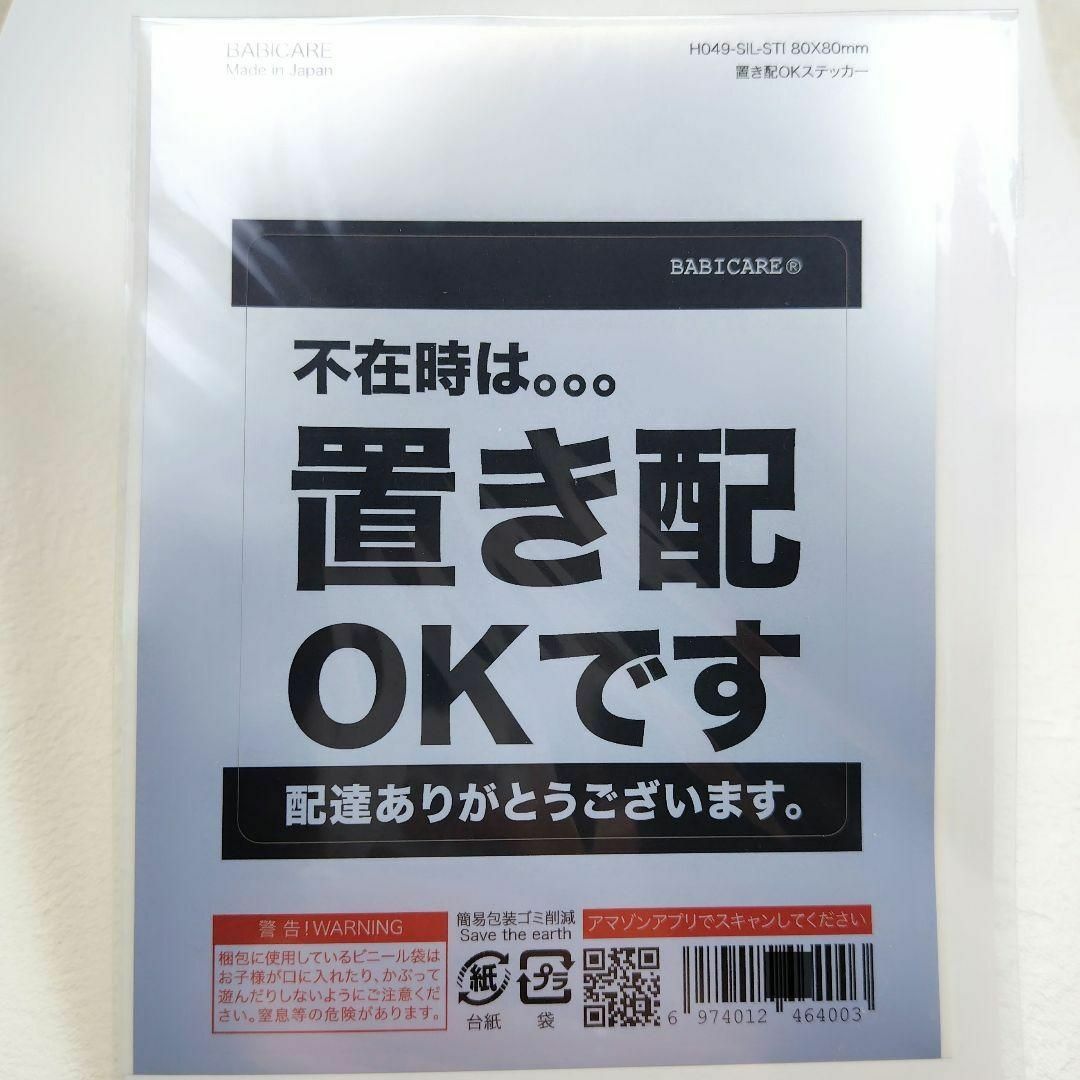 BABICARE
Made in Japan
H049-SIL-STI 80X80mm
置き配OKステッカー
BABICARE®
不在時は。。。
置き配
OKです
配達ありがとうございます。
警告!WARNING
梱包に使用しているビニール袋は
お子様が口に入れたり、かぶって
遊んだりしないようにご注意くだ
さい。窒息等の危険があります。
簡易包装ゴミ削減
Save the earth
紙
台紙
プラ
袋
アマゾンアプリでスキャンしてください
6 974012 464003